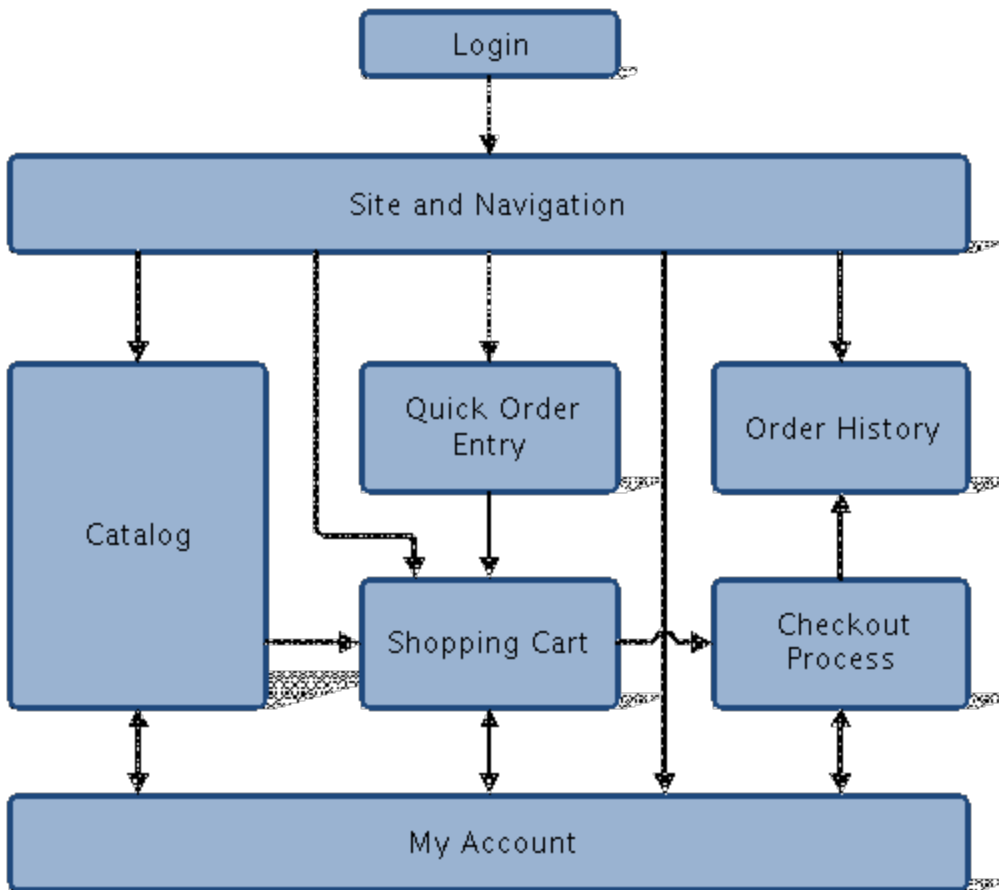 Login
Site and Navigation
Quick Order
Entry
Order History
Catalog
Shopping Cart
Checkout
Process
My Account